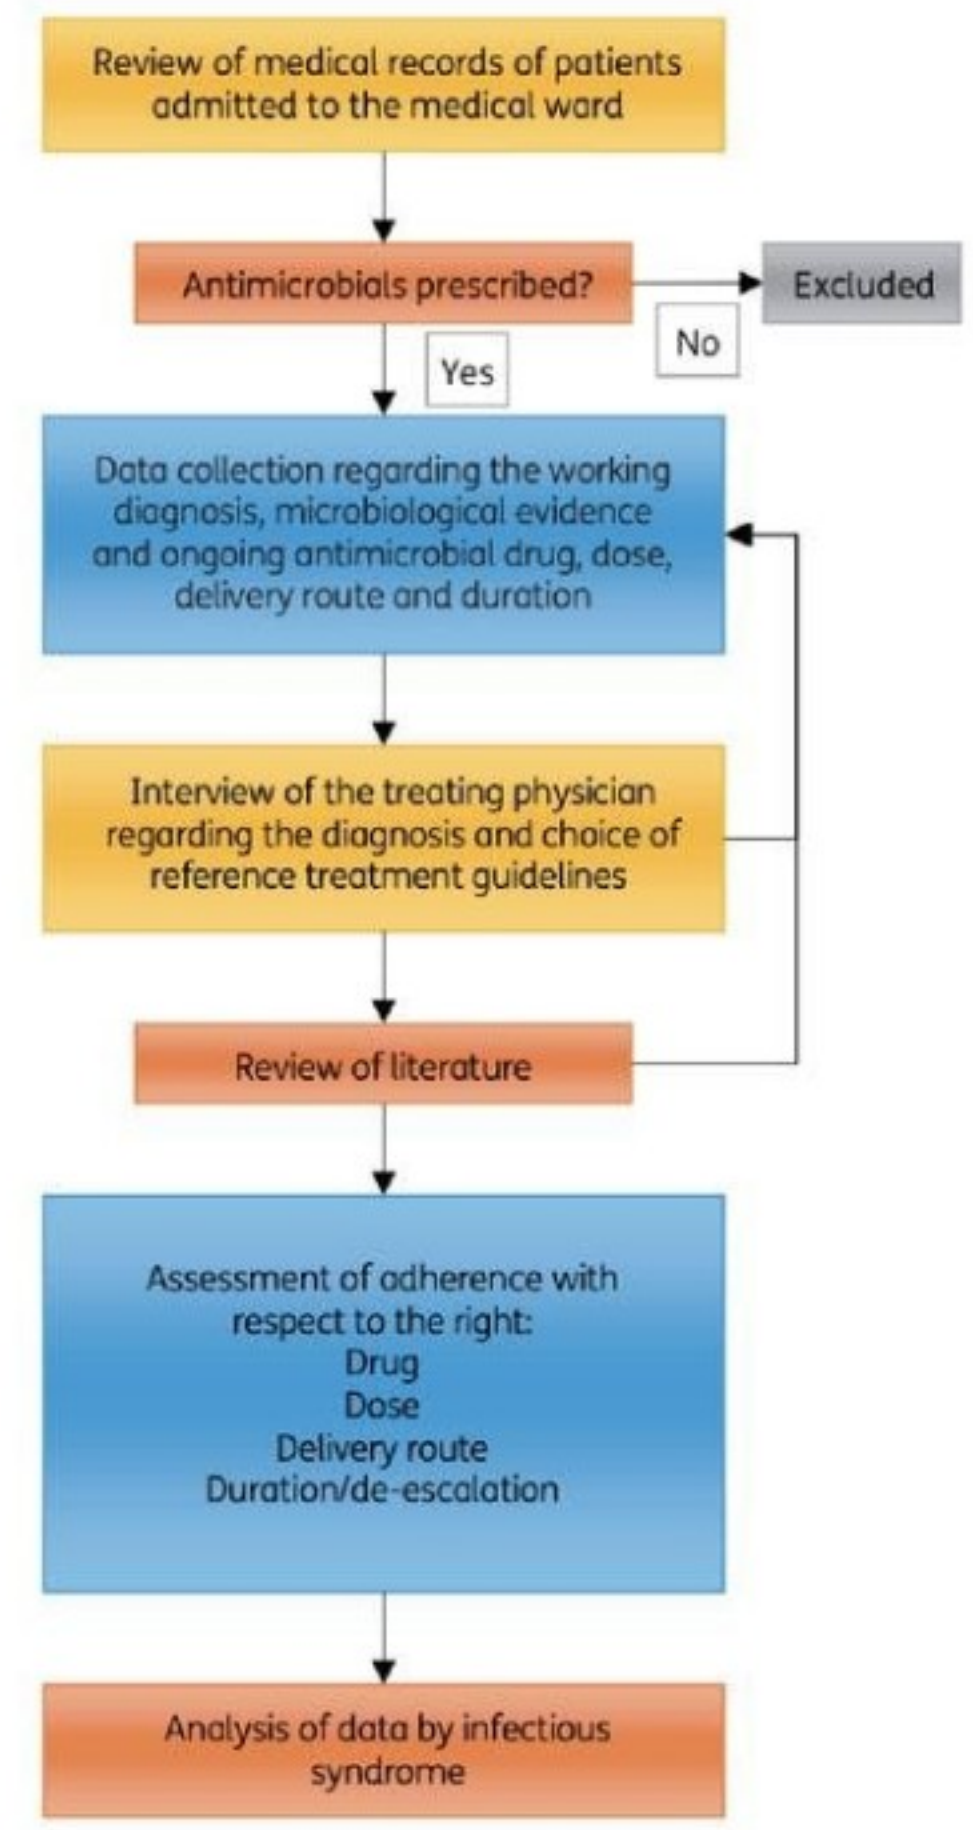 Review of medical records of patients
admitted to the medical ward
Antimicrobials prescribed?
Excluded
No
Yes
Data collection regarding the working
diagnosis, microbiological evidence
and ongoing antimicrobial drug, dose,
delivery route and duration
Interview of the treating physician
regarding the diagnosis and choice of
reference treatment guidelines
Review of literature
Assessment of adherence with
respect to the right:
Drug
Dose
Delivery route
Duration/de-escalation
Analysis of data by infectious
syndrome